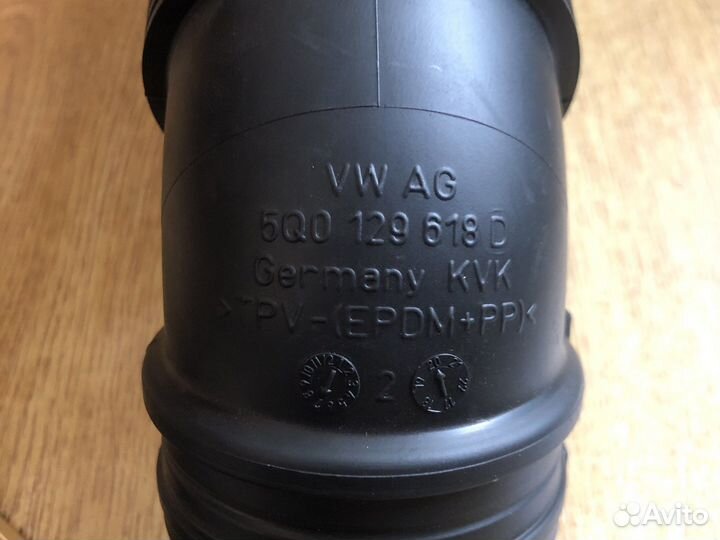 VW AG
5Q0 129 618 D
Germany KVK
>TPV-(EPDM+PP)<
2
Avito